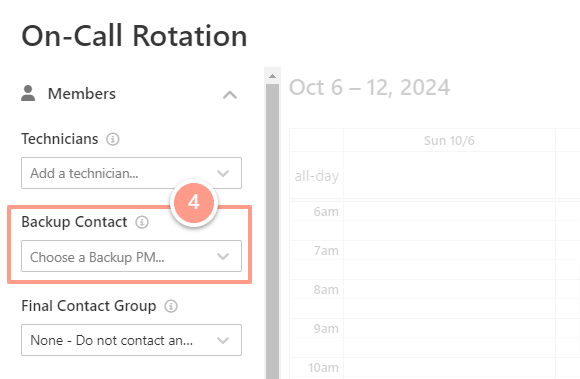 On-Call Rotation
Members
Technicians
Add a technician...
4
Backup Contact
Choose a Backup PM...
Final Contact Group
None - Do not contact an...
Oct 6 – 12, 2024
Sun 10/6
all-day
6am
7am
8am
9am
10am